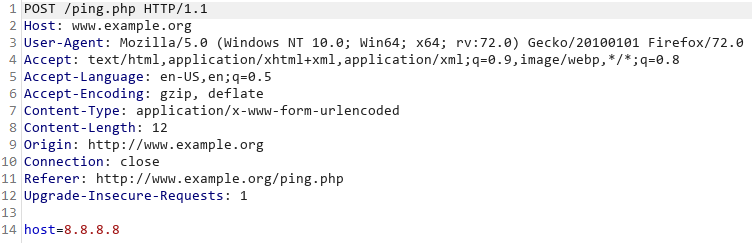 1 POST /ping.php HTTP/1.1
2 Host: www.example.org
3 User-Agent: Mozilla/5.0 (Windows NT 10.0; Win64; x64; rv:72.0) Gecko/20100101 Firefox/72.0
4 Accept: text/html,application/xhtml+xml,application/xml;q=0.9,image/webp,*/*;q=0.8
5 Accept-Language: en-US,en;q=0.5
6 Accept-Encoding: gzip, deflate
7 Content-Type: application/x-www-form-urlencoded
8 Content-Length: 12
9 Origin: http://www.example.org
10 Connection: close
11 Referer: http://www.example.org/ping.php
12 Upgrade-Insecure-Requests: 1
13
14 host=8.8.8.8